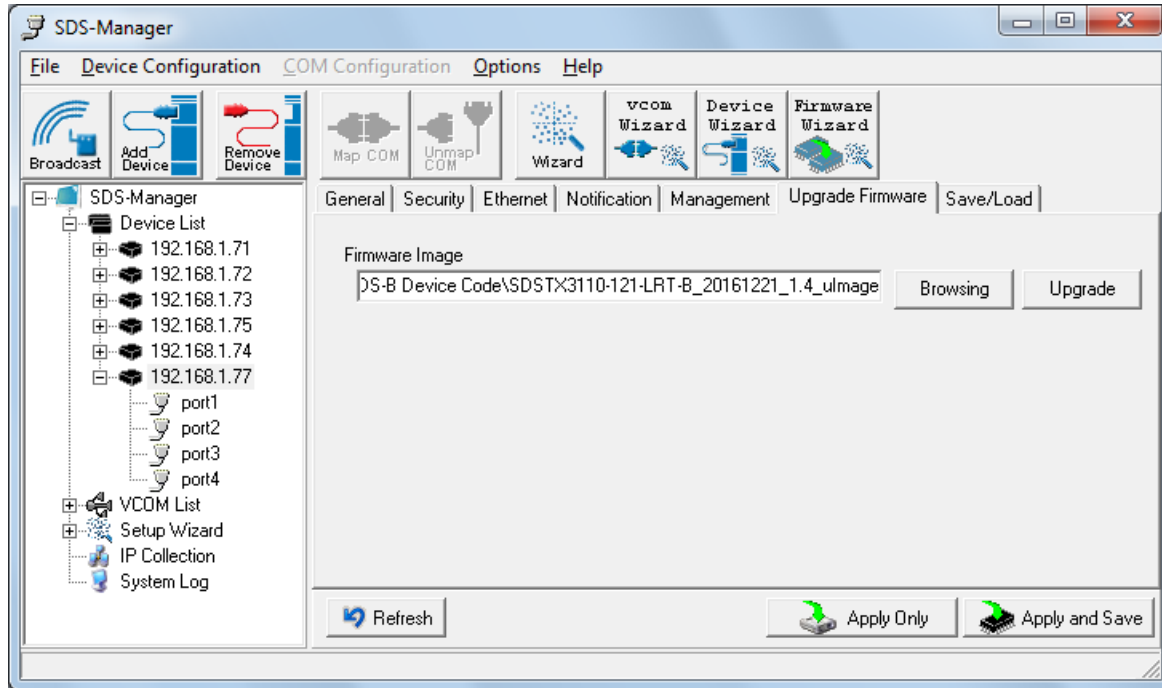 SDS-Manager
File Device Configuration COM Configuration Options Help
Broadcast
Add Device
Remove Device
Map COM
Unmap COM
Wizard
vcom Wizard
Device Wizard
Firmware Wizard
SDS-Manager
Device List
192.168.1.71
192.168.1.72
192.168.1.73
192.168.1.75
192.168.1.74
192.168.1.77
port1
port2
port3
port4
VCOM List
Setup Wizard
IP Collection
System Log
General Security Ethernet Notification Management Upgrade Firmware Save/Load
Firmware Image
DS-B Device Code\SDSTX3110-121-LRT-B_20161221_1.4_uImage Browsing Upgrade
Refresh Apply Only Apply and Save